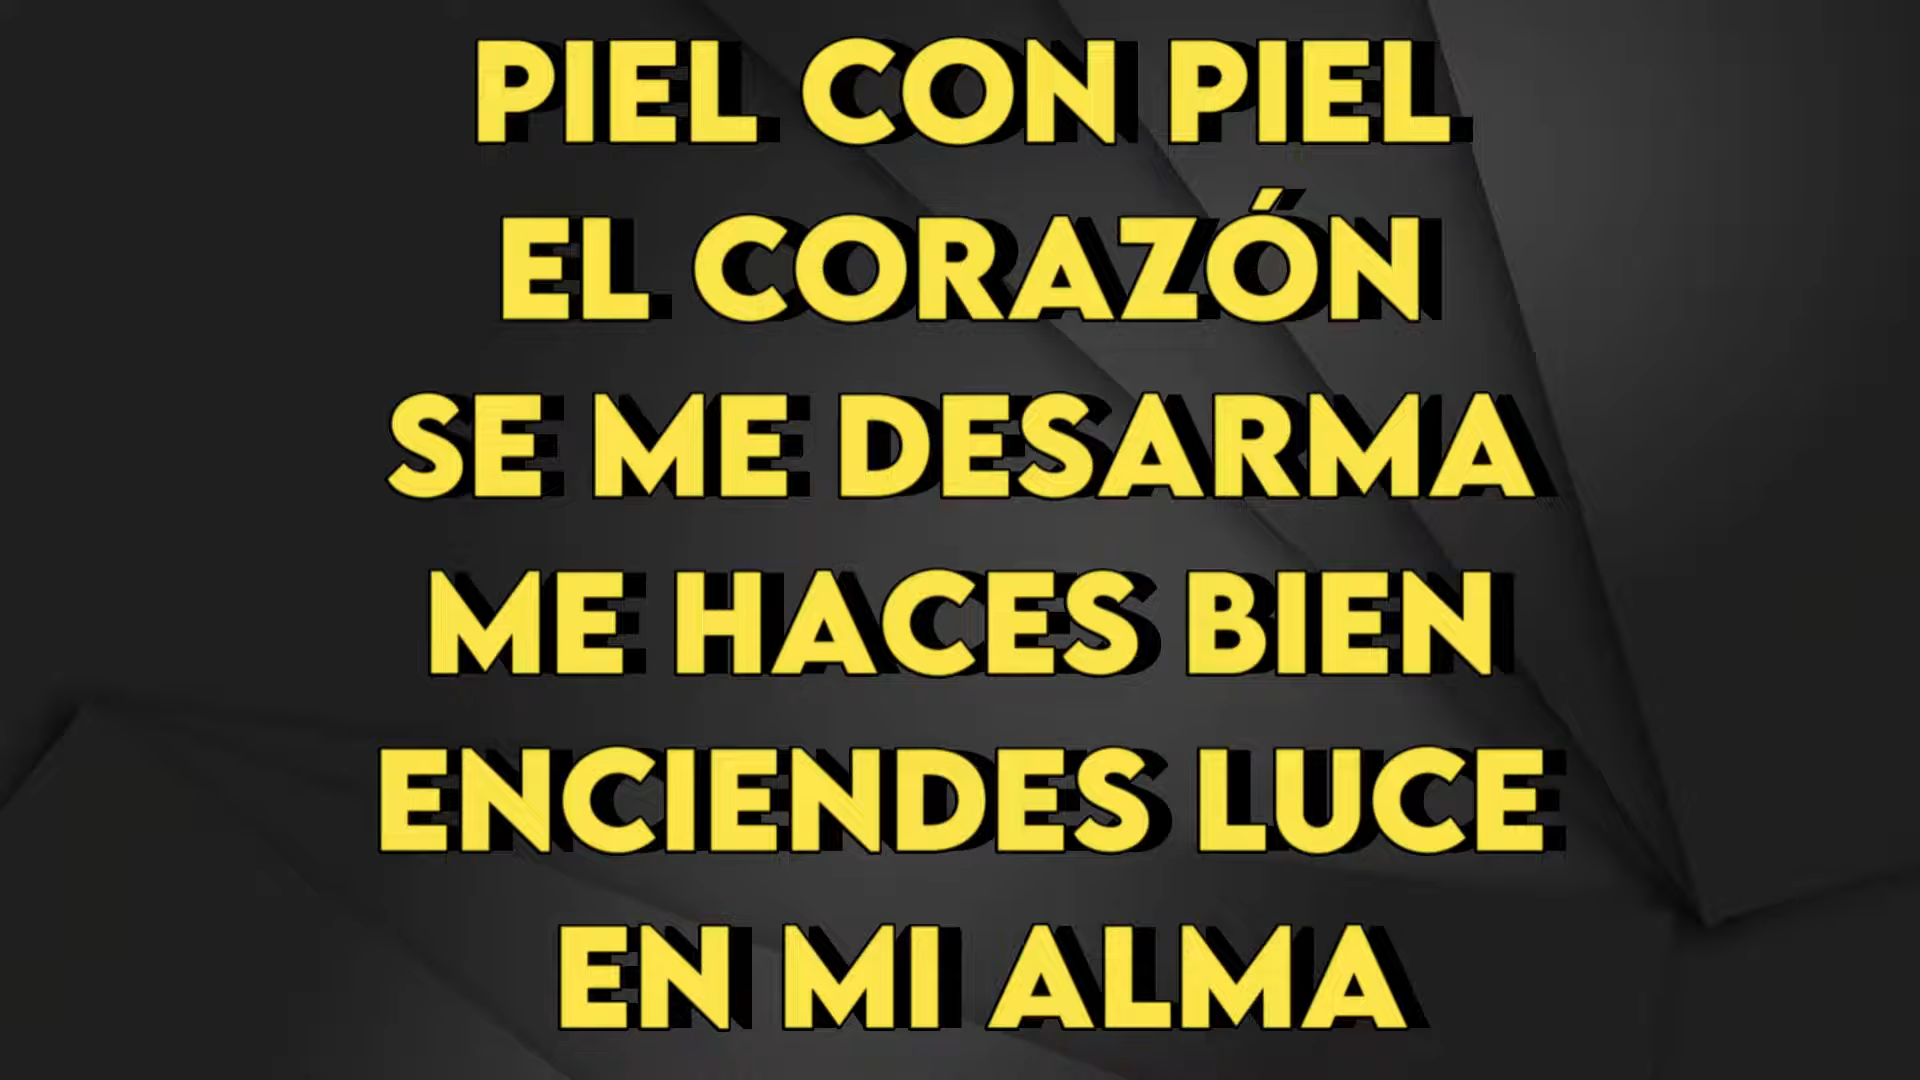 PIEL CON PIEL
EL CORAZÓN
SE ME DESARMA
ME HACES BIEN
ENCIENDES LUCE
EN MI ALMA